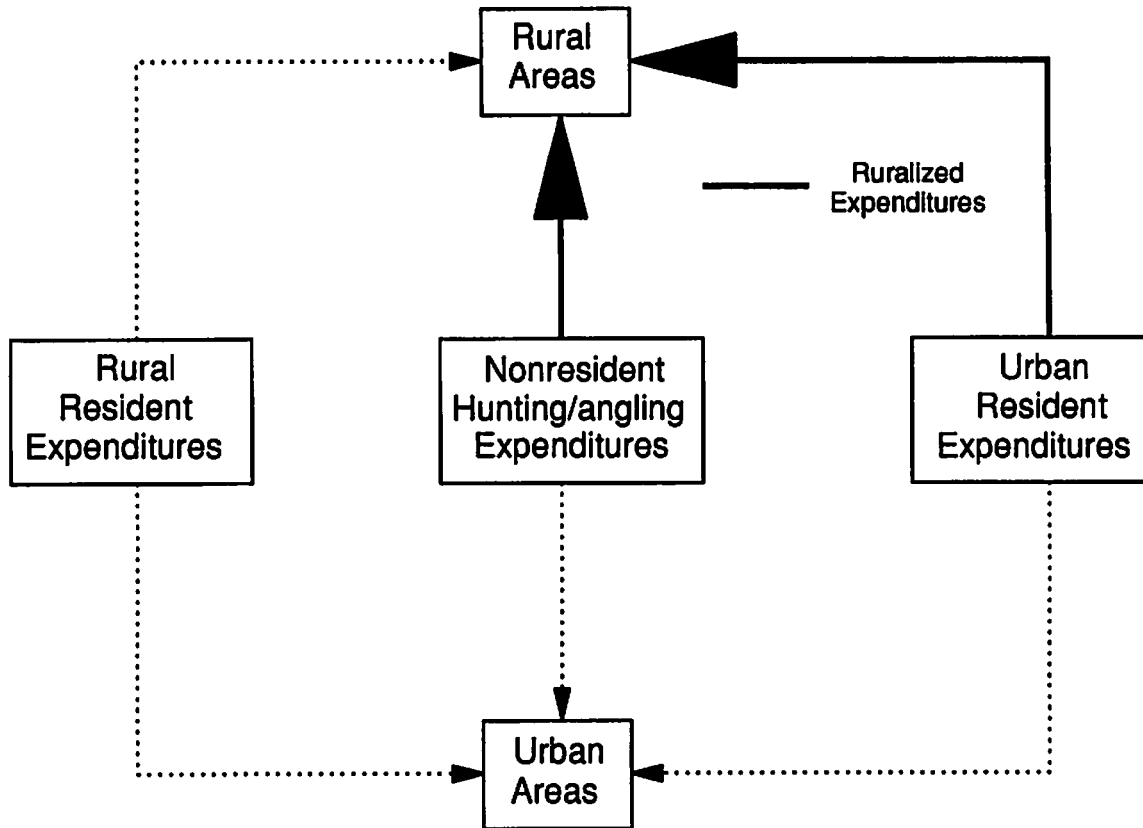 Rural
Areas
Ruralized
Expenditures
Rural
Resident
Expenditures
Nonresident
Hunting/angling
Expenditures
Urban
Resident
Expenditures
Urban
Areas